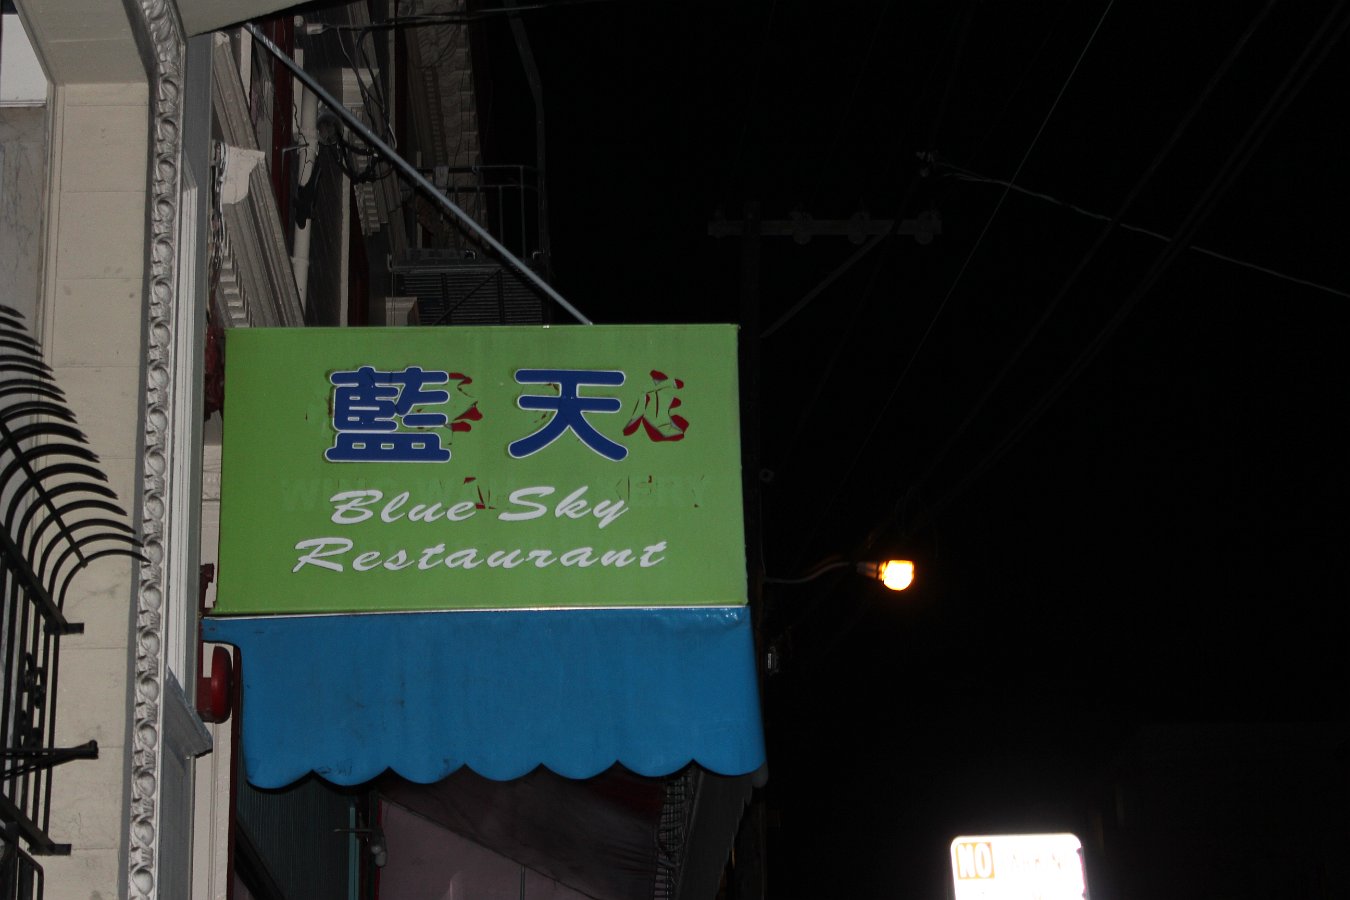 藍天
Blue Sky
Restaurant
NO